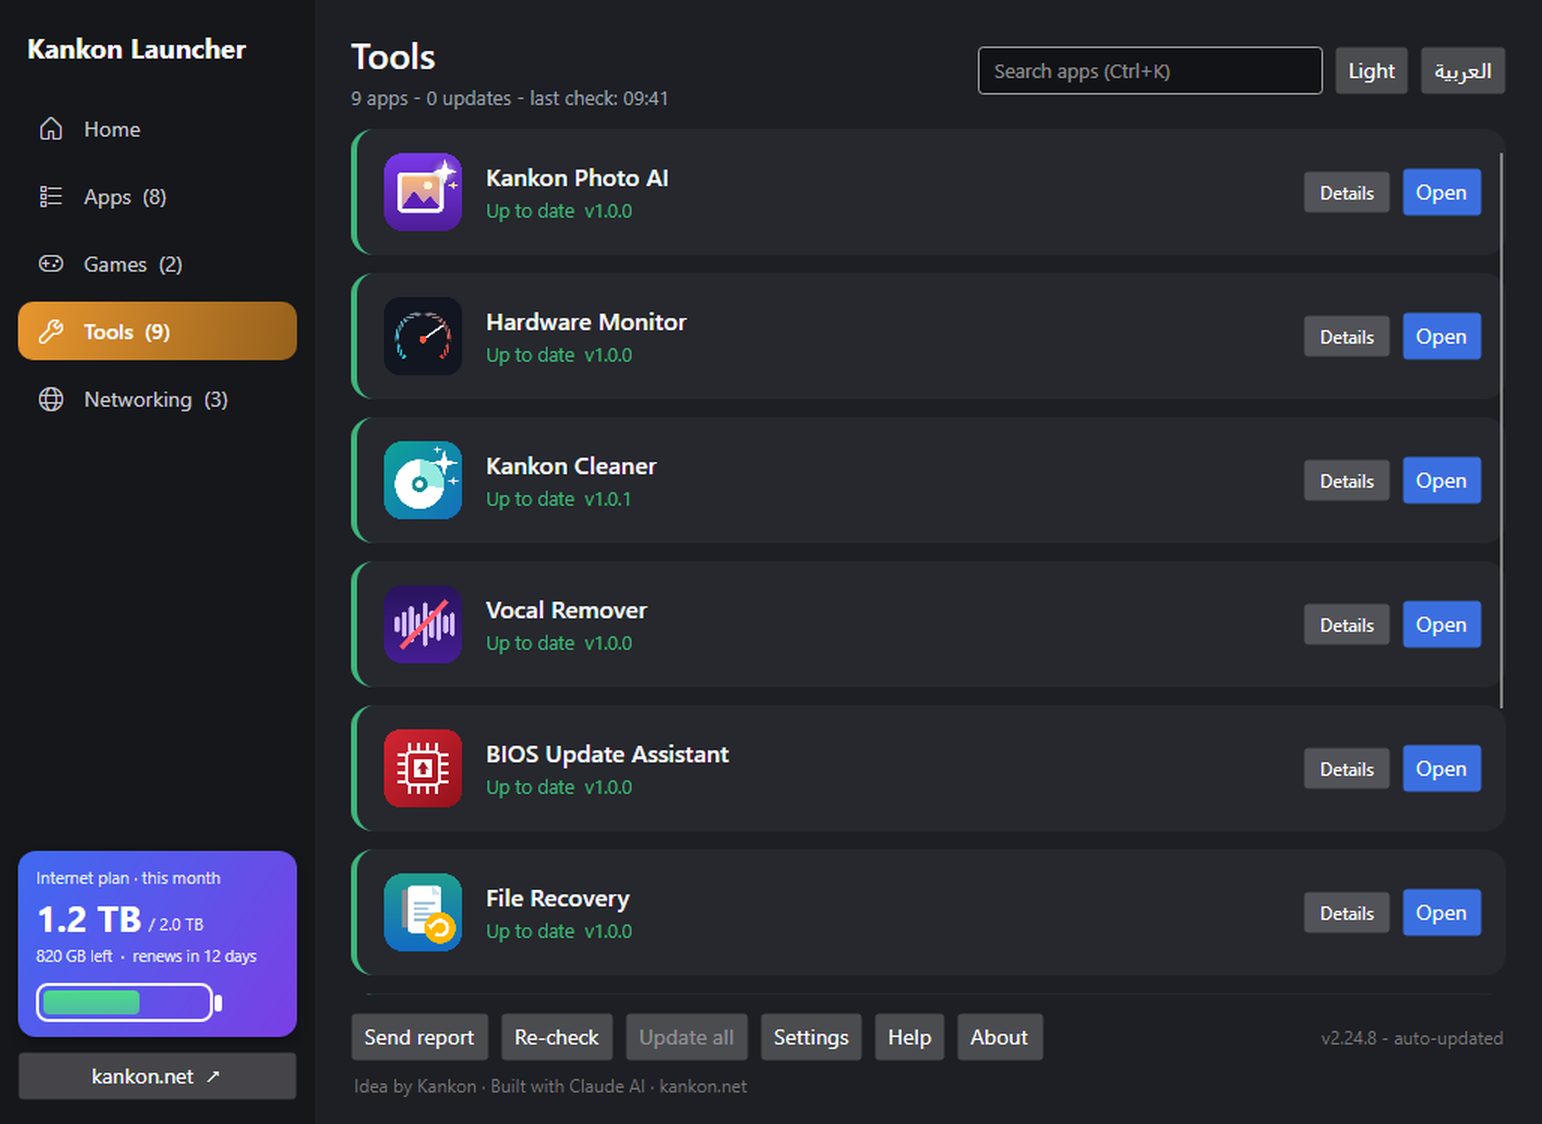 Kankon Launcher
Home
Apps (8)
Games (2)
Tools (9)
Networking (3)
Internet plan · this month
1.2 TB / 2.0 TB
820 GB left · renews in 12 days
kankon.net ↗
Tools
9 apps - 0 updates - last check: 09:41
Search apps (Ctrl+K)
Light
العربية
Kankon Photo AI
Up to date v1.0.0
Details
Open
Hardware Monitor
Up to date v1.0.0
Details
Open
Kankon Cleaner
Up to date v1.0.1
Details
Open
Vocal Remover
Up to date v1.0.0
Details
Open
BIOS Update Assistant
Up to date v1.0.0
Details
Open
File Recovery
Up to date v1.0.0
Details
Open
Send report
Re-check
Update all
Settings
Help
About
v2.24.8 - auto-updated
Idea by Kankon · Built with Claude AI · kankon.net